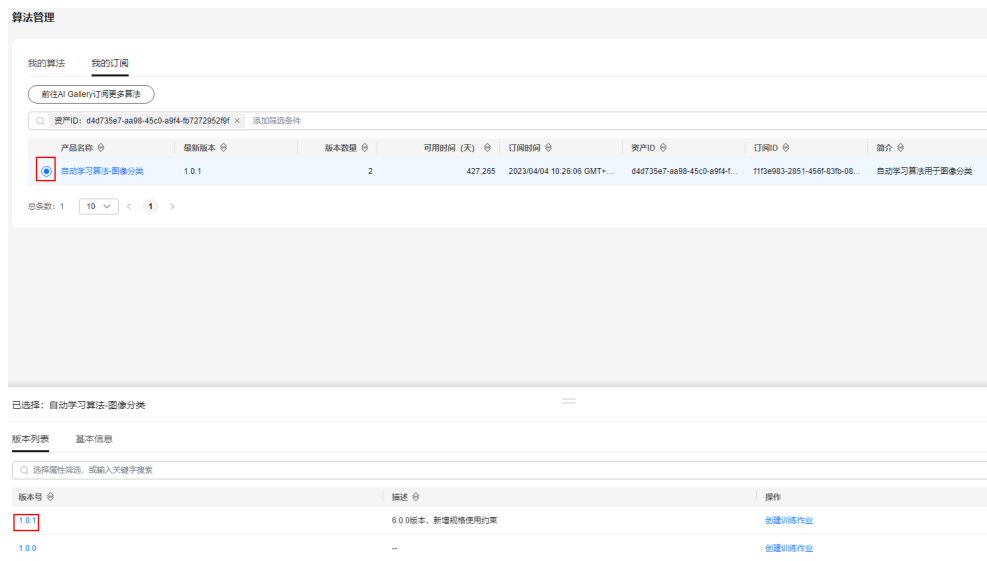 算法管理
我的算法 我的订阅
前往AI Gallery订阅更多算法
资产ID: d4d735e7-aa98-45c0-a9f4-fb7272952f9f × 添加筛选条件
产品名称 最新版本 版本数量 可用时间（天） 订阅时间 资产ID 订阅ID 简介
自动学习算法-图像分类 1.0.1 2 427,265 2023/04/04 10:26:06 GMT+... d4d735e7-aa98-45c0-a9f4-f... f1f3e983-2851-456f-83fb-08... 自动学习算法用于图像分类
总条数: 1 10 < 1 >
已选择: 自动学习算法-图像分类
版本列表 基本信息
选择属性筛选，或输入关键字搜索
版本号 描述 操作
1.0.1 6.0.0版本，新增规格使用约束 创建训练作业
1.0.0 -- 创建训练作业